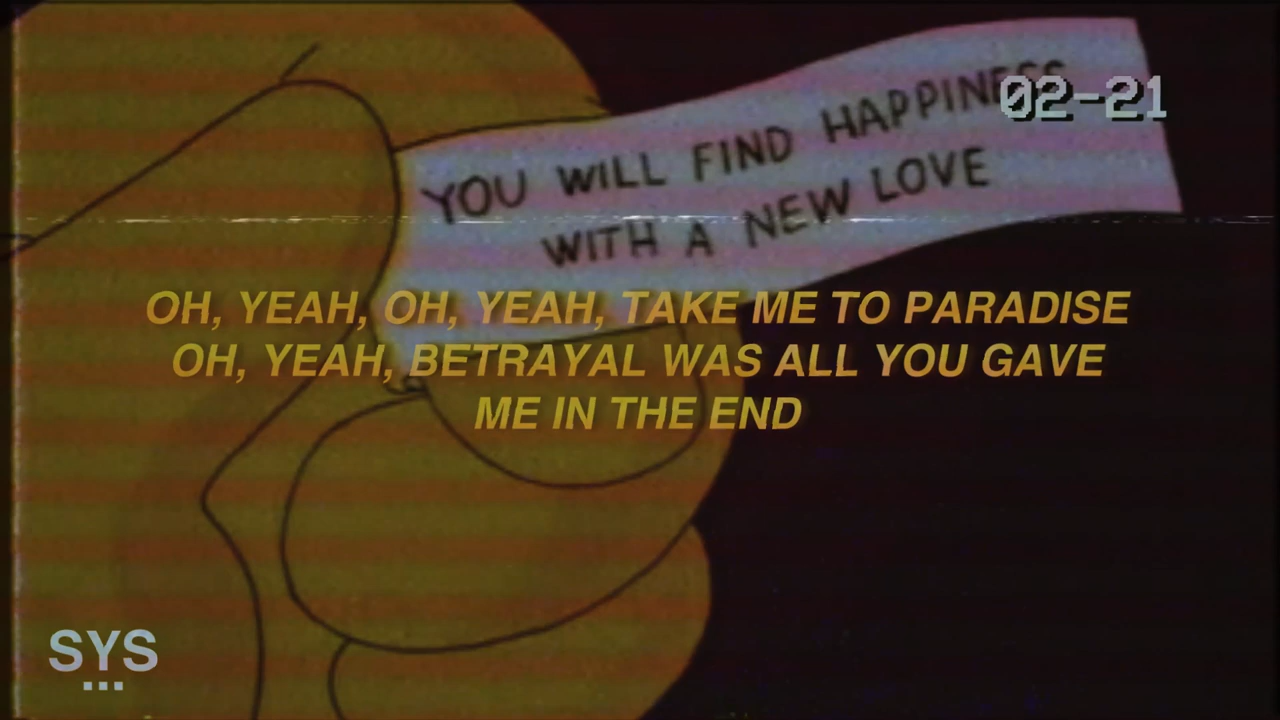 YOU WILL FIND HAPPINESS
02-21
WITH A NEW LOVE
OH, YEAH, OH, YEAH, TAKE ME TO PARADISE
OH, YEAH, BETRAYAL WAS ALL YOU GAVE
ME IN THE END
SYS
...